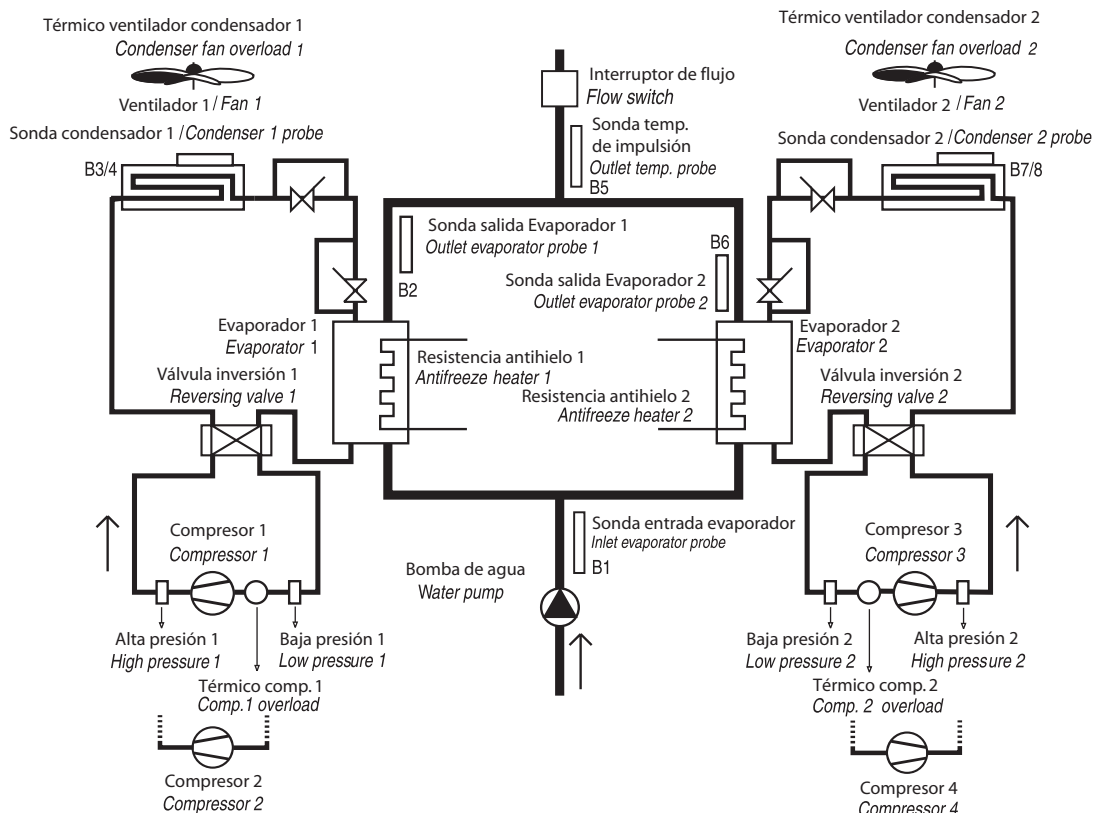 Térmico ventilador condensador 1
Condenser fan overload 1
Ventilador 1 / Fan 1
Sonda condensador 1 / Condenser 1 probe
B3/4
Térmico ventilador condensador 2
Condenser fan overload 2
Ventilador 2 / Fan 2
Sonda condensador 2 / Condenser 2 probe
B7/8
Interruptor de flujo
Flow switch
Sonda temp.
de impulsión
Outlet temp. probe
B5
Sonda salida Evaporador 1
Outlet evaporator probe 1
B2
B6
Sonda salida Evaporador 2
Outlet evaporator probe 2
Evaporador 1
Evaporator 1
Evaporador 2
Evaporator 2
Resistencia antihielo 1
Antifreeze heater 1
Resistencia antihielo 2
Antifreeze heater 2
Válvula inversión 1
Reversing valve 1
Válvula inversión 2
Reversing valve 2
Compresor 1
Compressor 1
Sonda entrada evaporador
Inlet evaporator probe
B1
Bomba de agua
Water pump
Compresor 3
Compressor 3
Alta presión 1
High pressure 1
Baja presión 1
Low pressure 1
Térmico comp. 1
Comp.1 overload
Compresor 2
Compressor 2
Baja presión 2
Low pressure 2
Alta presión 2
High pressure 2
Térmico comp. 2
Comp. 2 overload
Compresor 4
Compressor 4